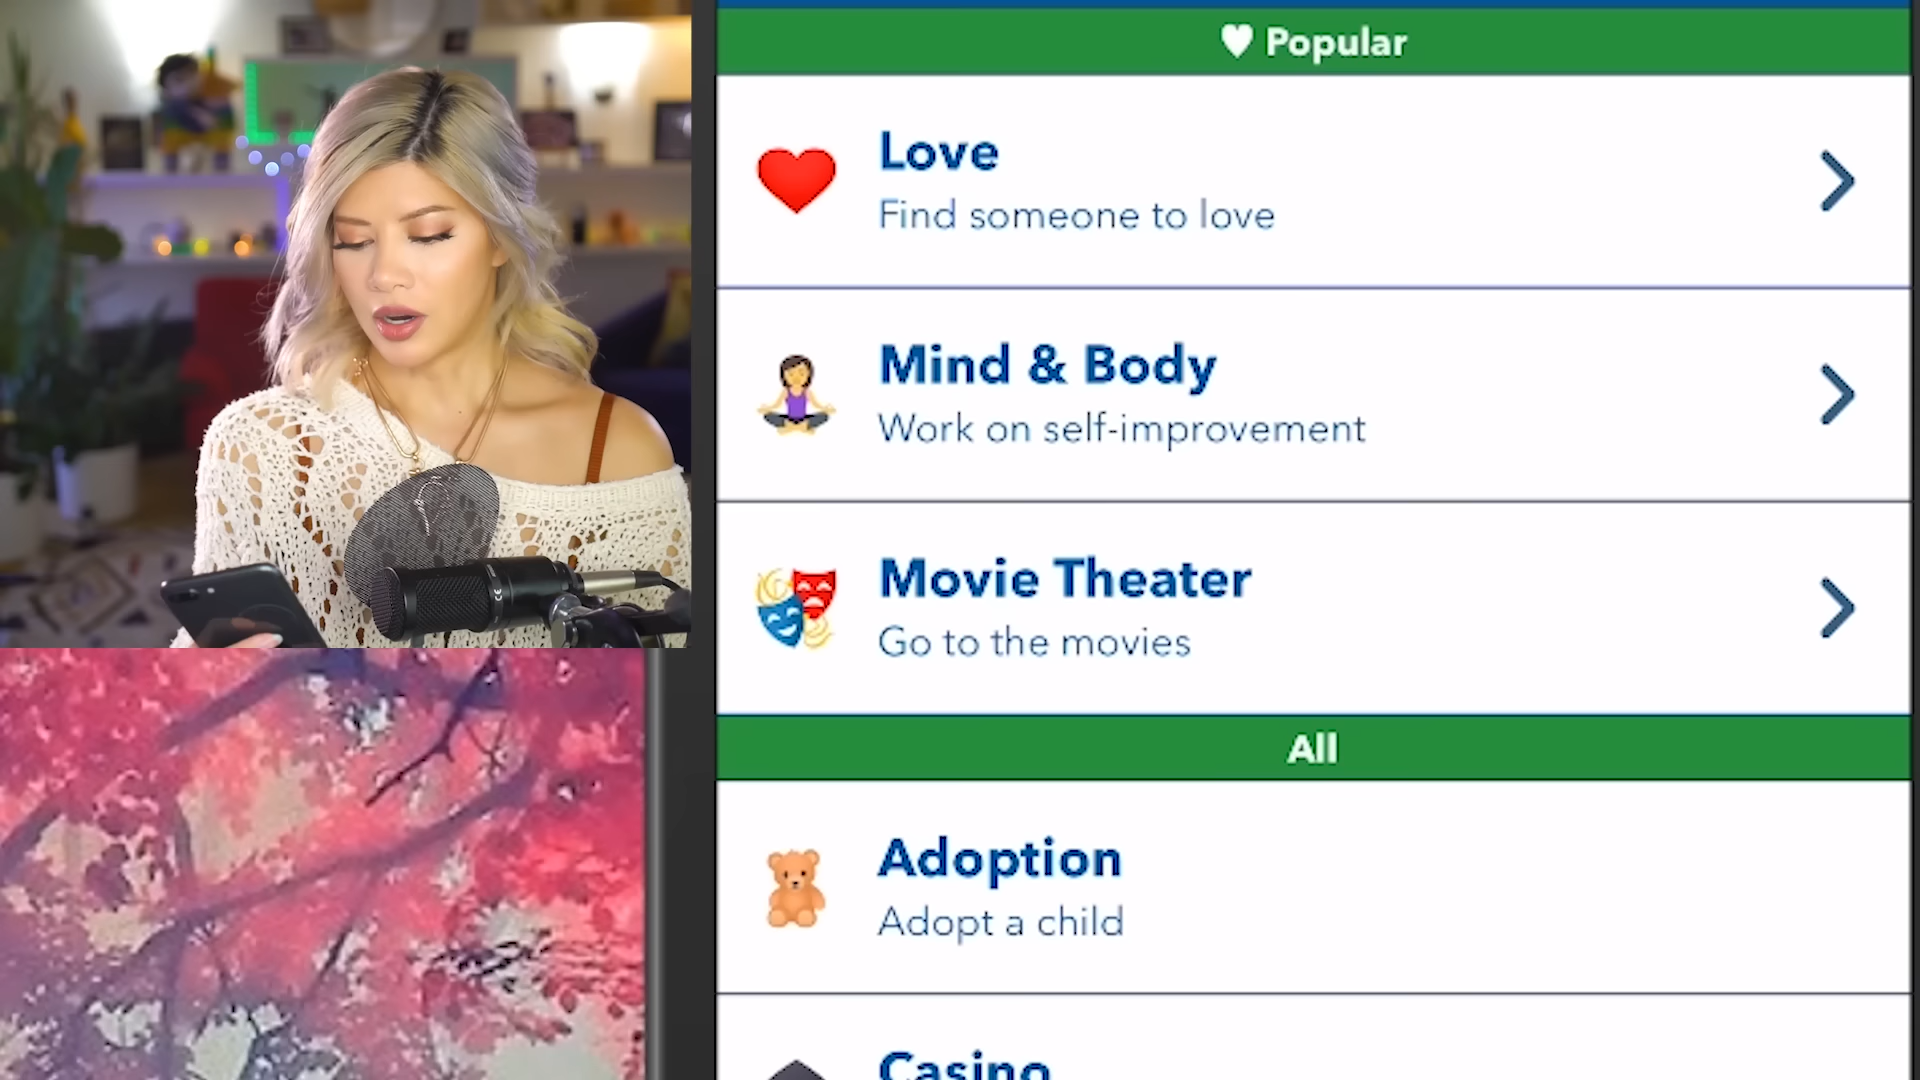 Popular
Love
Find someone to love
Mind & Body
Work on self-improvement
Movie Theater
Go to the movies
All
Adoption
Adopt a child
Casino